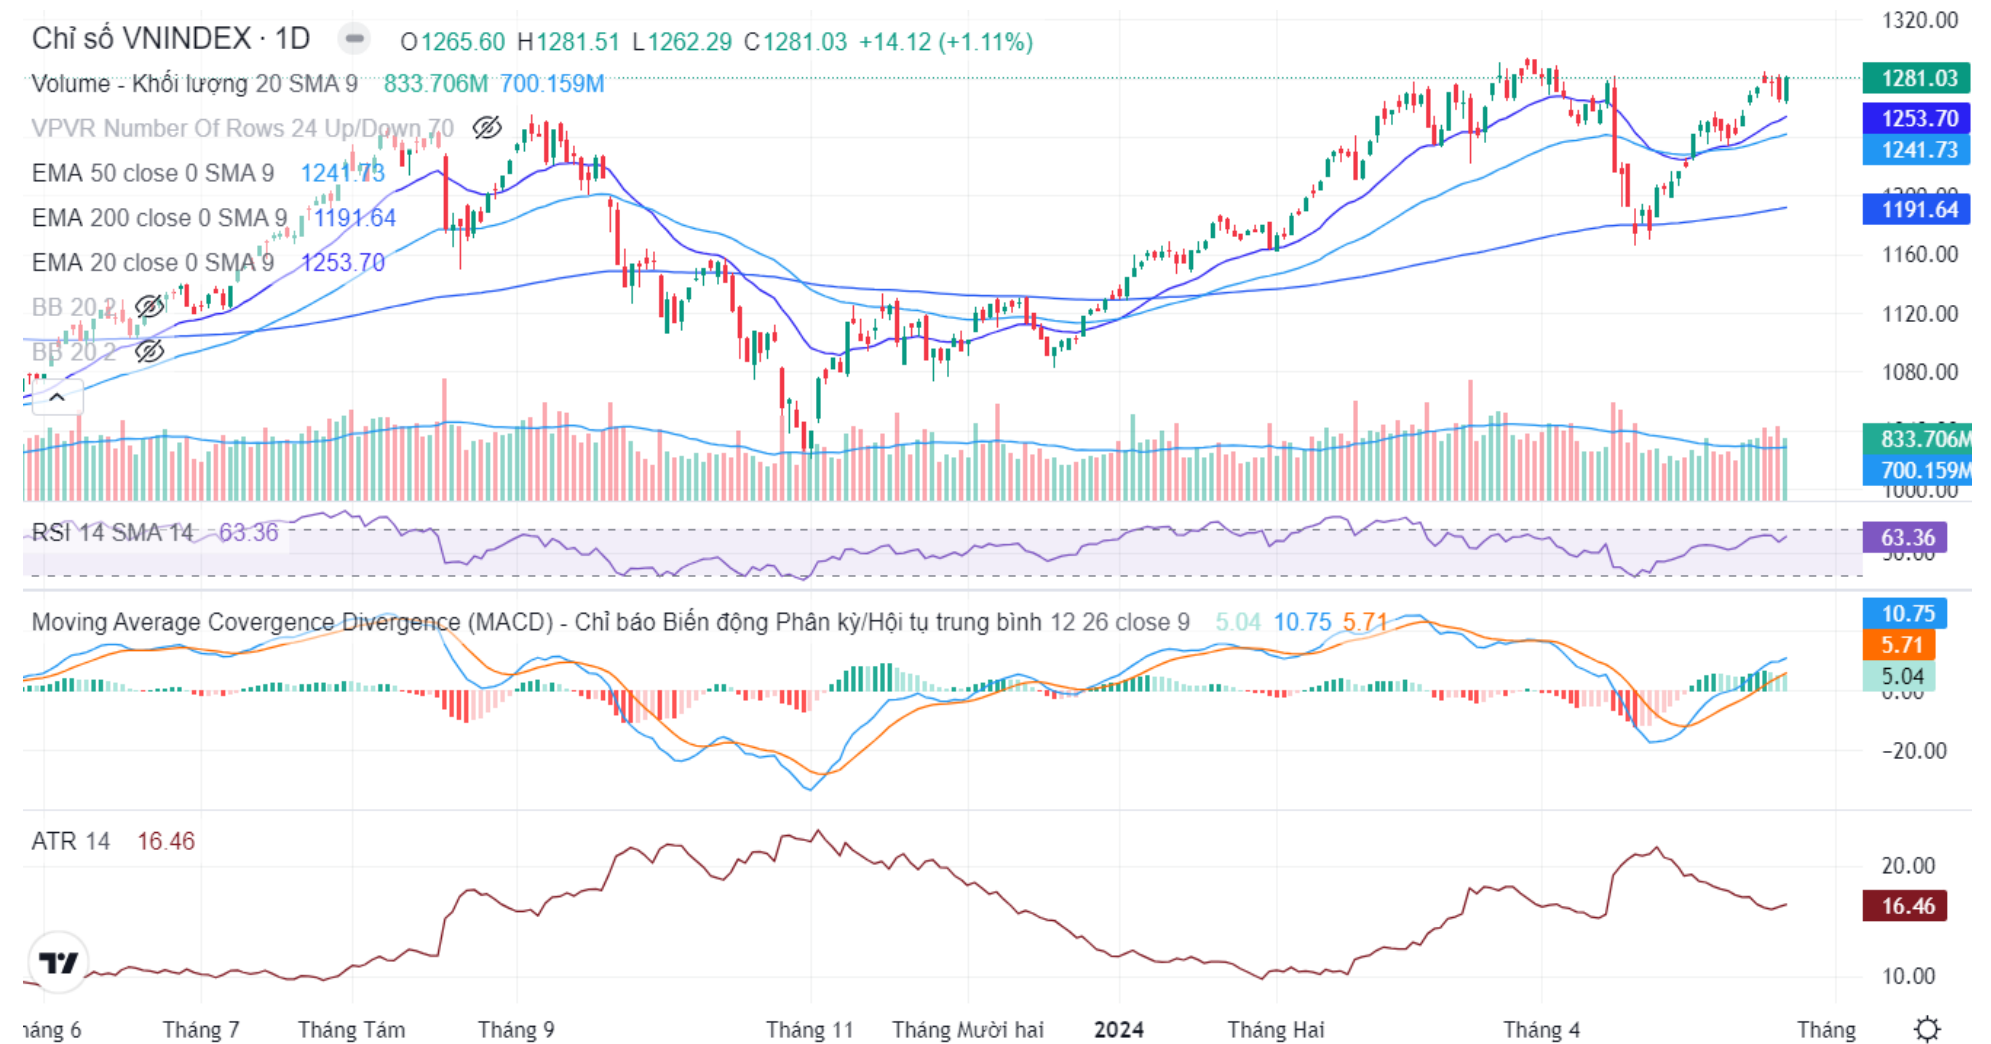 Chỉ số VNINDEX · 1D O1265.60 H1281.51 L1262.29 C1281.03 +14.12 (+1.11%)
Volume - Khối lượng 20 SMA 9 833.706M 700.159M
VPVR Number Of Rows 24 Up/Down 70
EMA 50 close 0 SMA 9 1241.73
EMA 200 close 0 SMA 9 1191.64
EMA 20 close 0 SMA 9 1253.70
BB 20 2
BB 20 2
1320.00
1281.03
1253.70
1241.73
1200.00
1191.64
1160.00
1120.00
1080.00
833.706M
700.159M
1000.00
RSI 14 SMA 14 63.36
63.36
50.00
Moving Average Covergence Divergence (MACD) - Chỉ báo Biến động Phân kỳ/Hội tụ trung bình 12 26 close 9 5.04 10.75 5.71
10.75
5.71
5.04
0.00
−20.00
ATR 14 16.46
20.00
16.46
10.00
háng 6 Tháng 7 Tháng Tám Tháng 9 Tháng 11 Tháng Mười hai 2024 Tháng Hai Tháng 4 Tháng